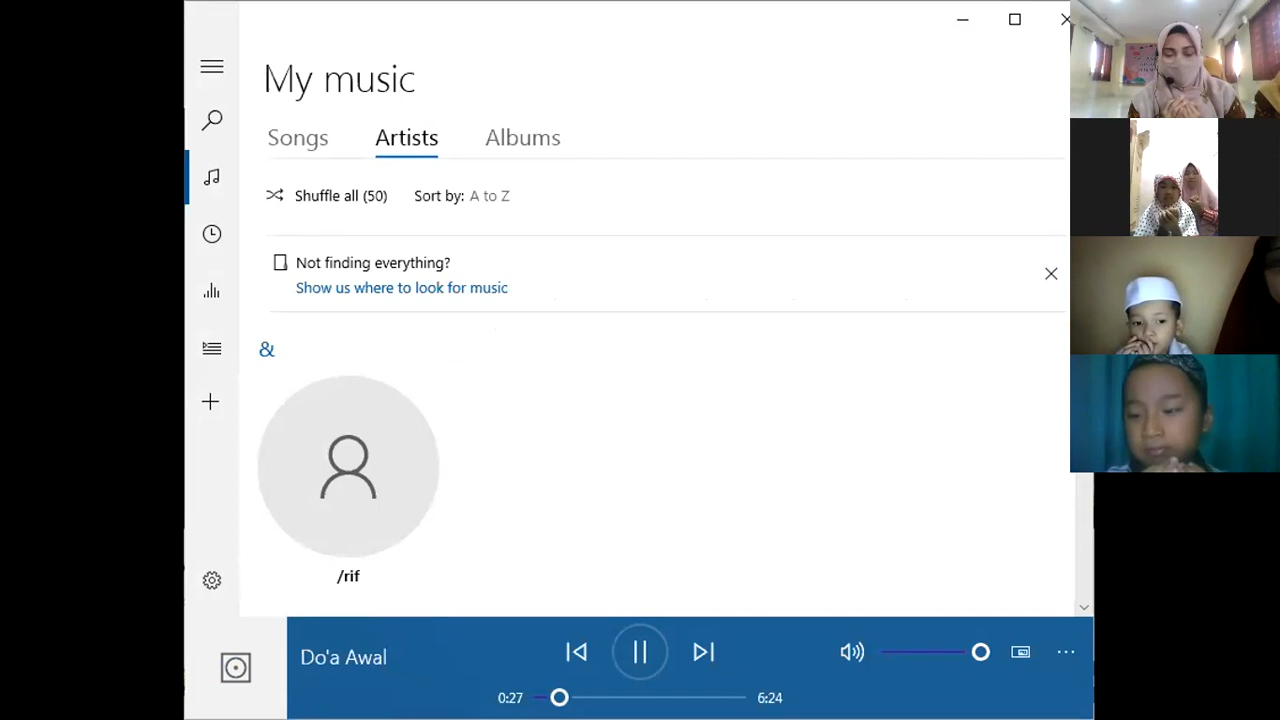 My music
Songs Artists Albums
Shuffle all (50) Sort by: A to Z
Not finding everything?
Show us where to look for music
&
/rif
Do'a Awal
0:27 6:24